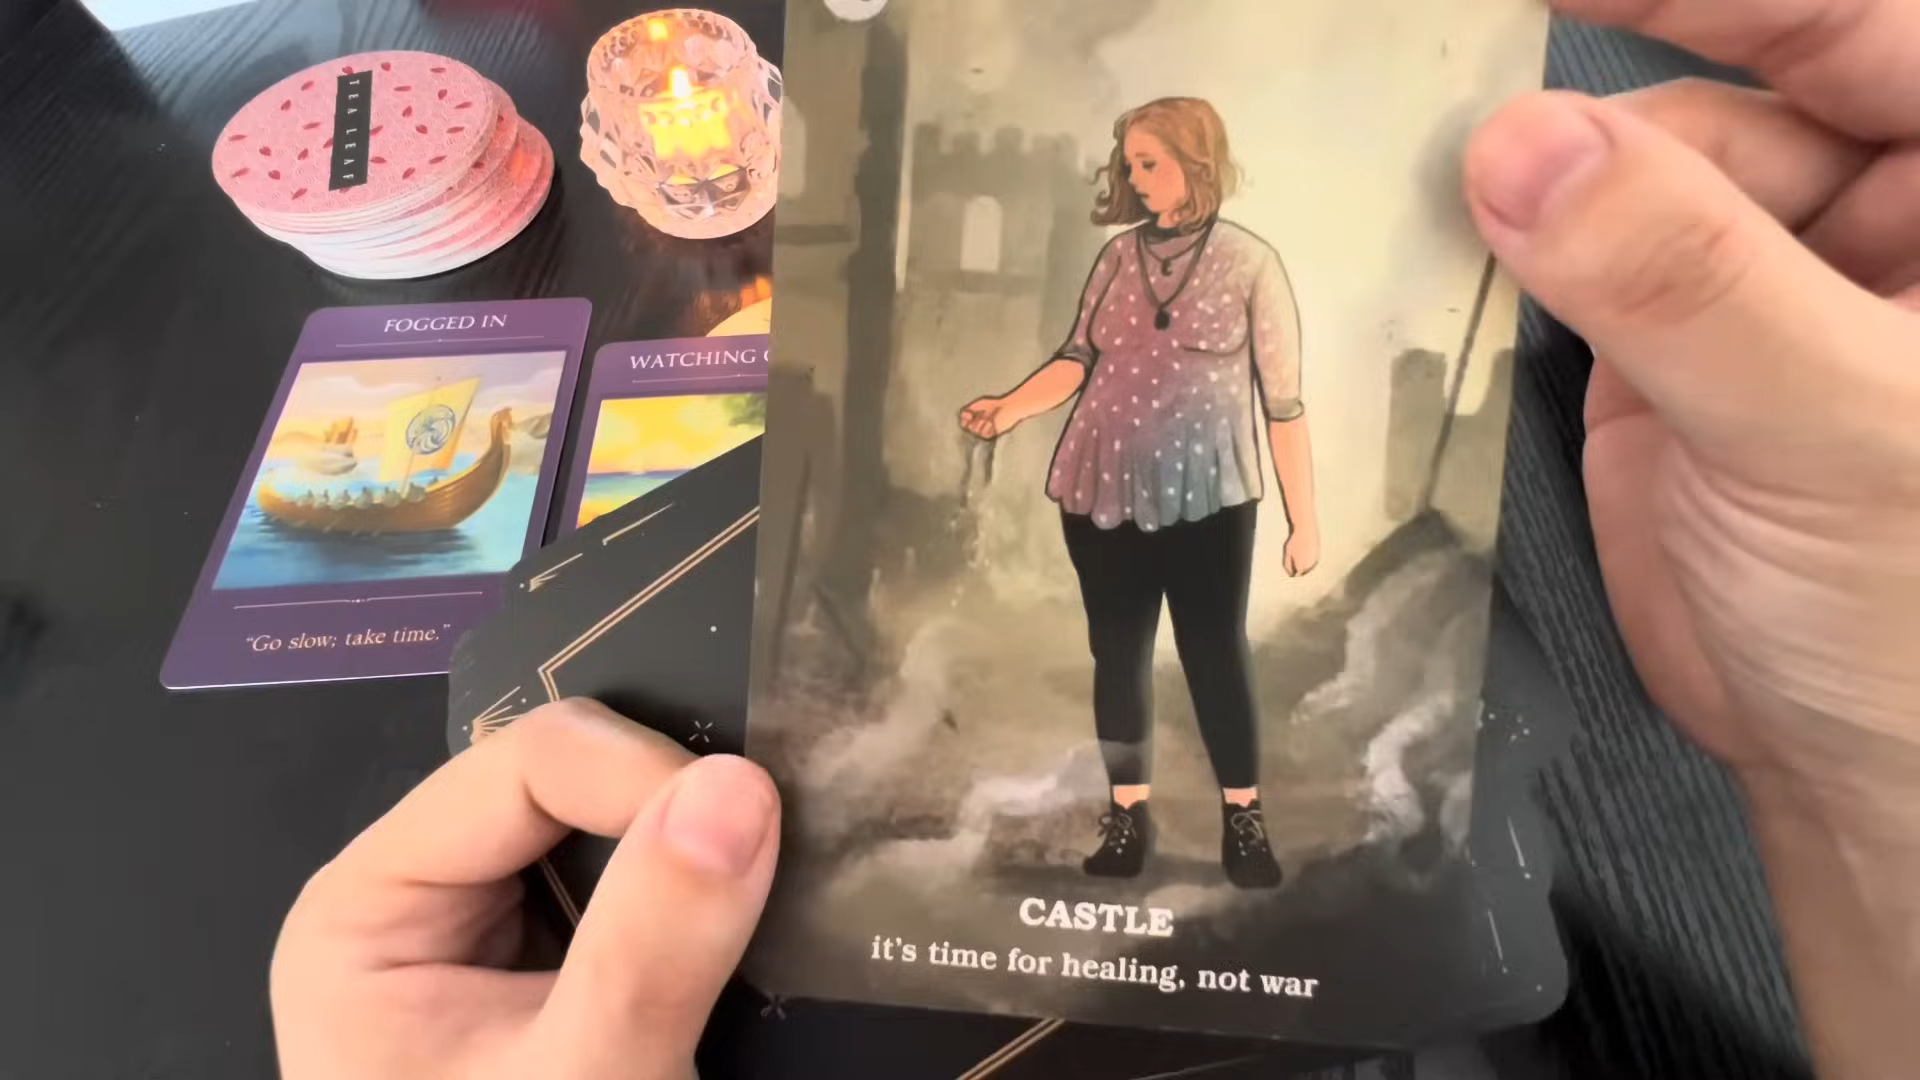 TEA LEAF
FOGGED IN
WATCHING
"Go slow; take time."
CASTLE
it's time for healing, not war